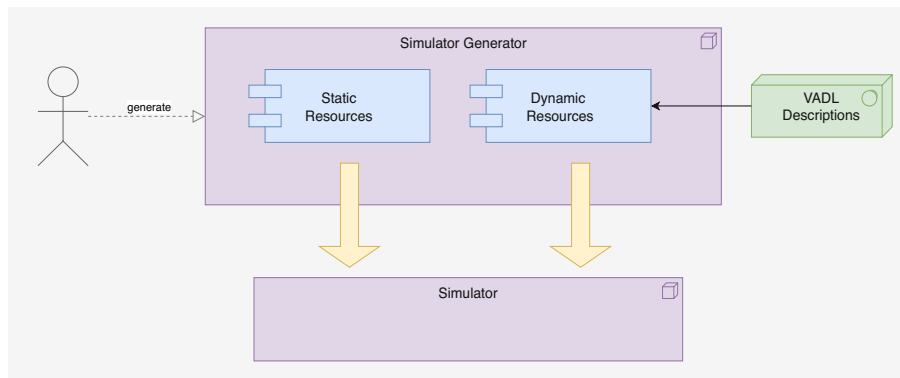 Simulator Generator
Static
Resources
Dynamic
Resources
generate
VADL
Descriptions
Simulator